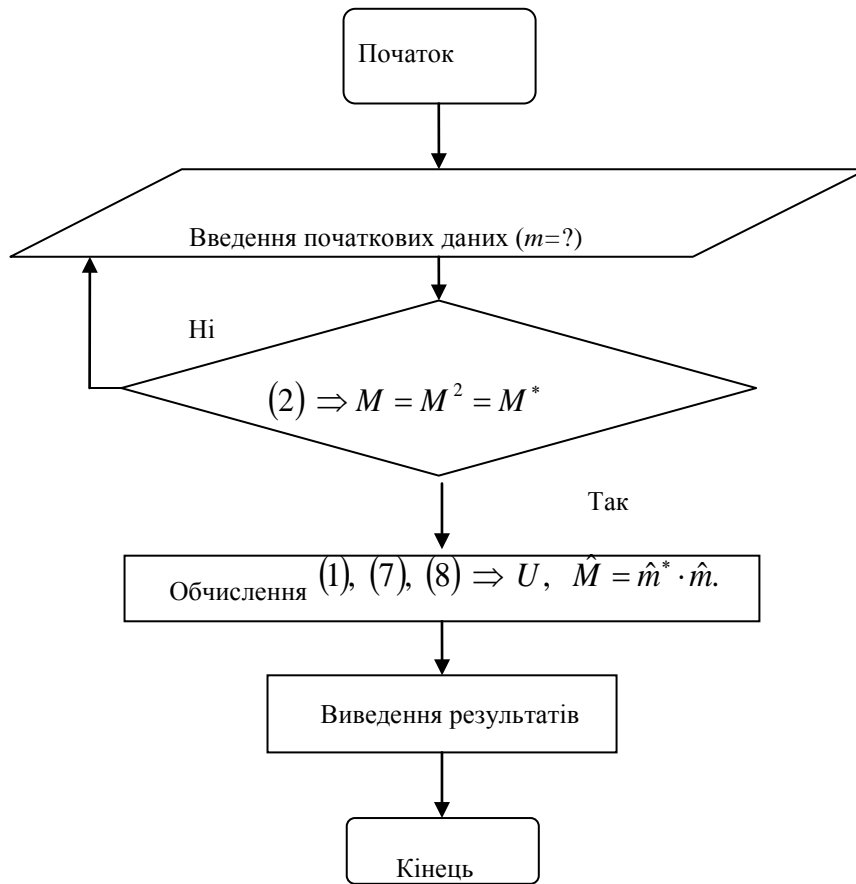 Початок
Введення початкових даних (m=?)
Ні
(2) ⇒ M = M² = M*
Так
Обчислення (1), (7), (8) ⇒ U, M̂ = m̂* · m̂.
Виведення результатів
Кінець